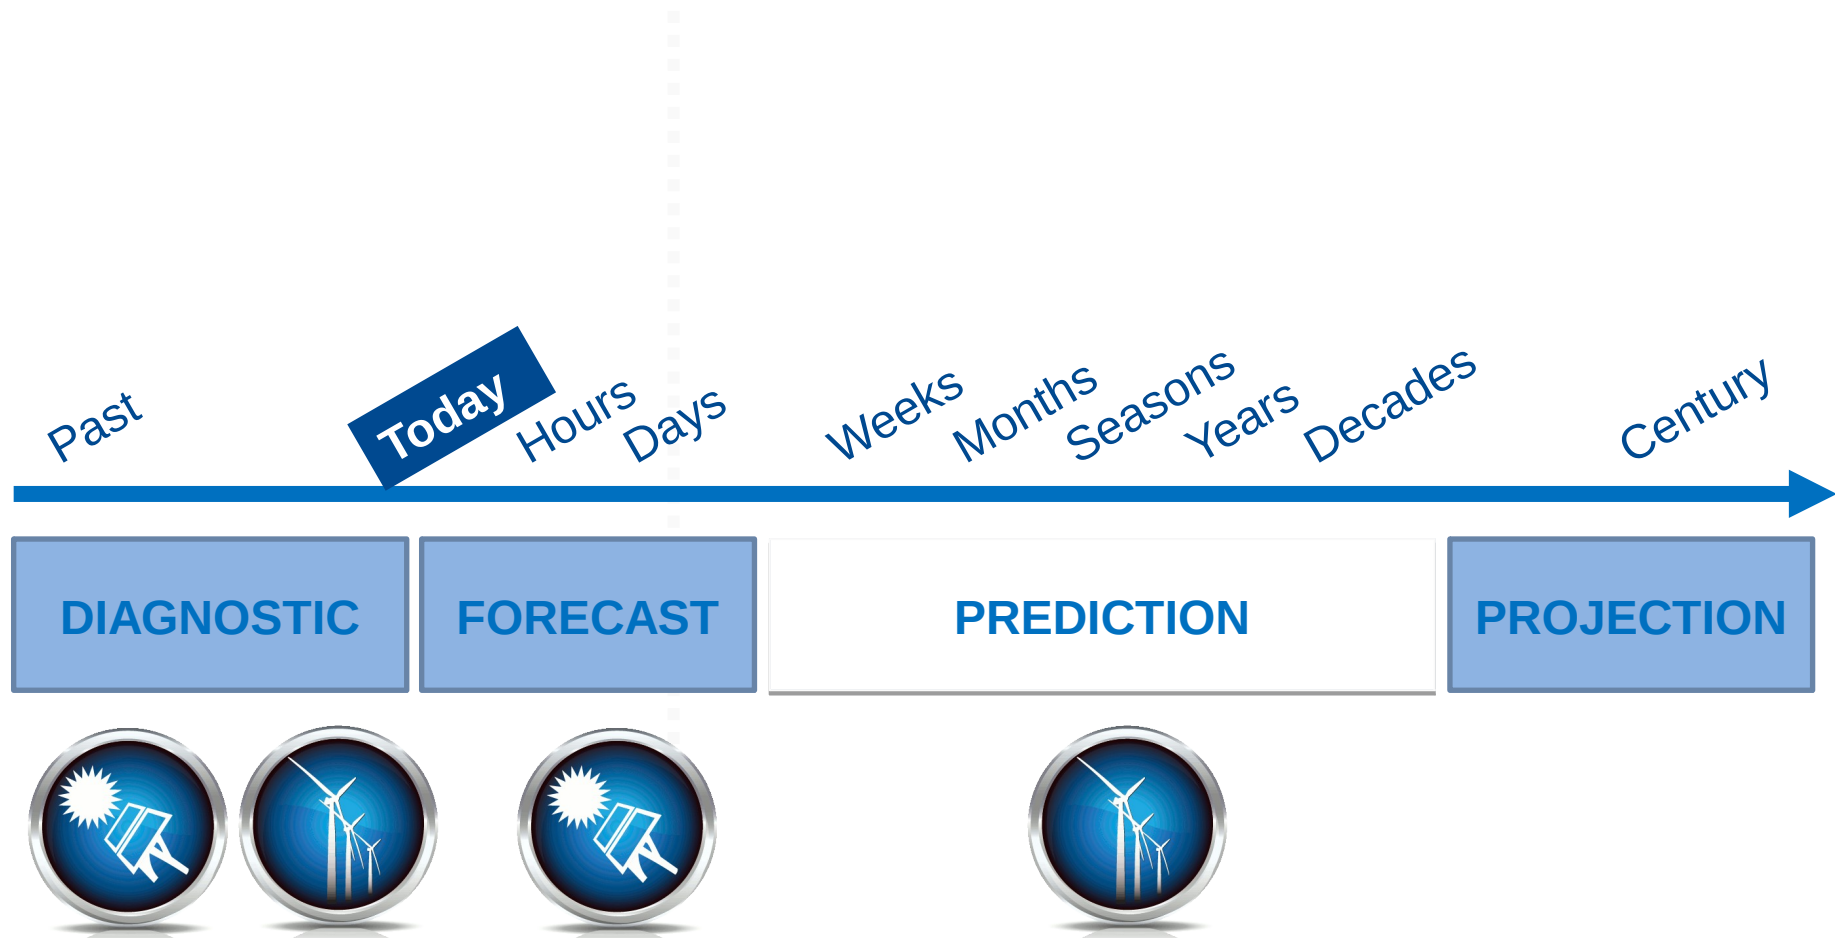 Past
Today
Hours
Days
Weeks
Months
Seasons
Years
Decades
Century
DIAGNOSTIC
FORECAST
PREDICTION
PROJECTION